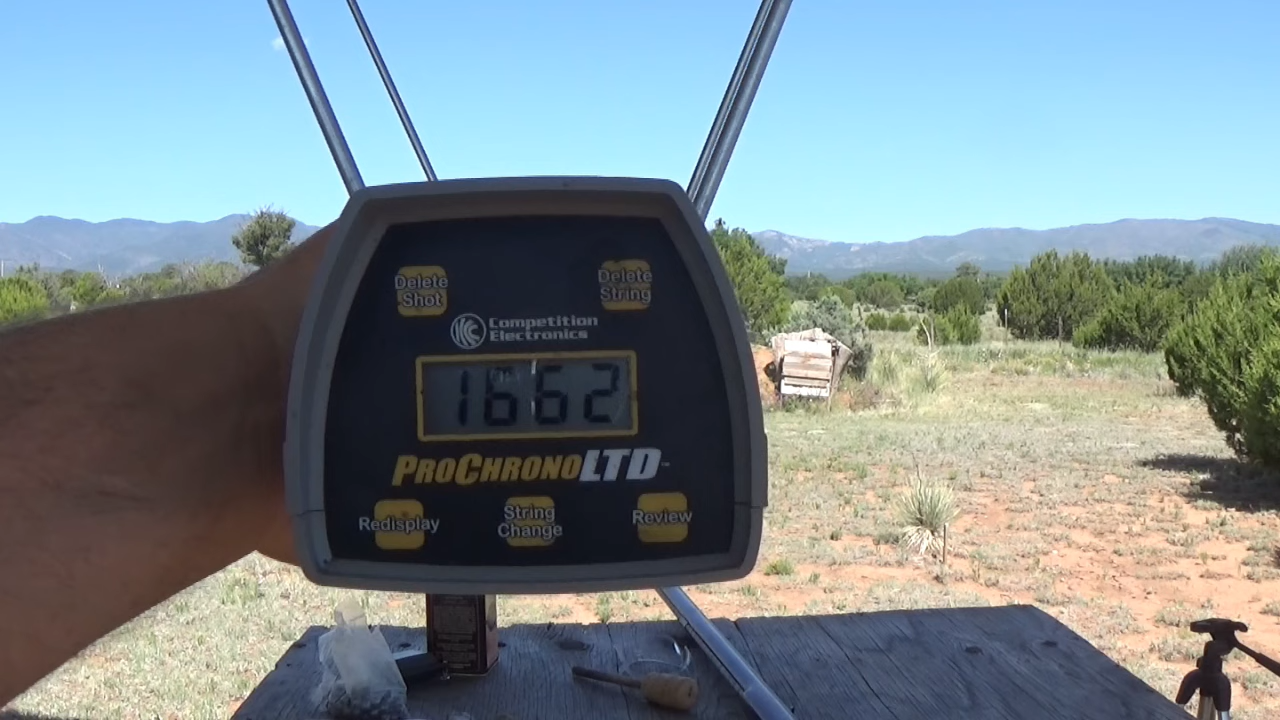 Delete
Shot
Delete
String
Competition
Electronics
1662
PROCHRONOLTD
Redisplay
String
Change
Review